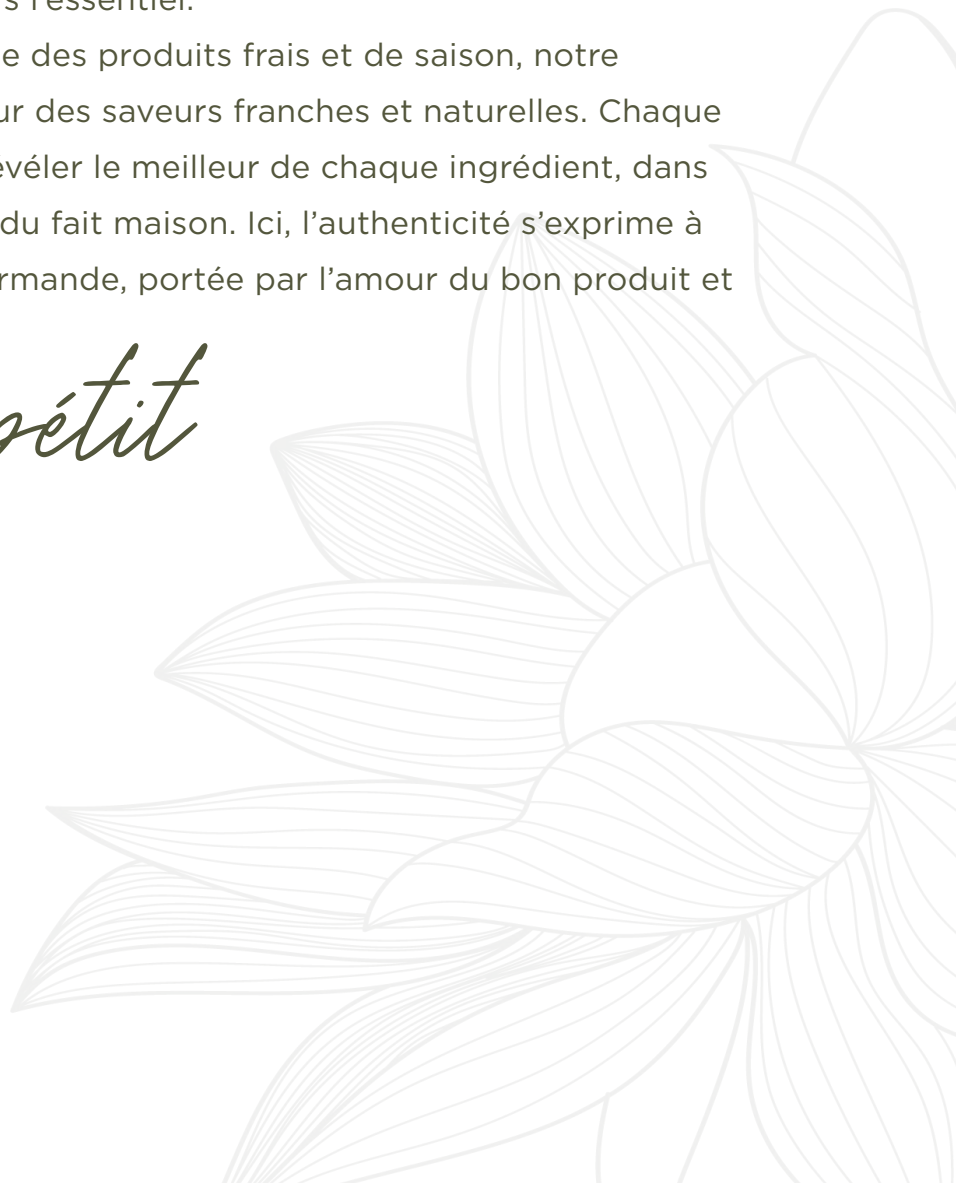 s l'essentiel.
e des produits frais et de saison, notre
ur des saveurs franches et naturelles. Chaque
evéler le meilleur de chaque ingrédient, dans
du fait maison. Ici, l’authenticité s’exprime à
rmande, portée par l’amour du bon produit et
pétit